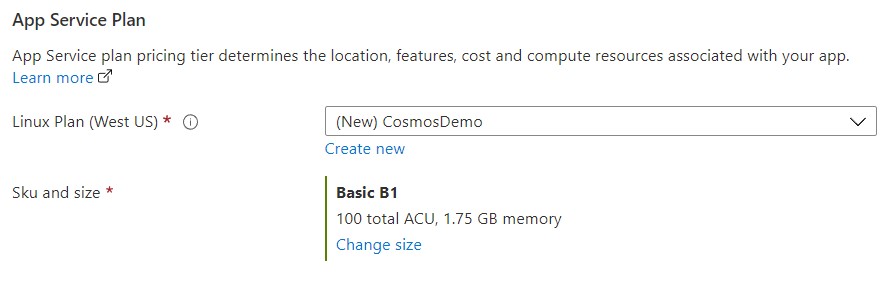 App Service Plan
App Service plan pricing tier determines the location, features, cost and compute resources associated with your app.
Learn more
Linux Plan (West US) *
(New) CosmosDemo
Create new
Sku and size *
Basic B1
100 total ACU, 1.75 GB memory
Change size